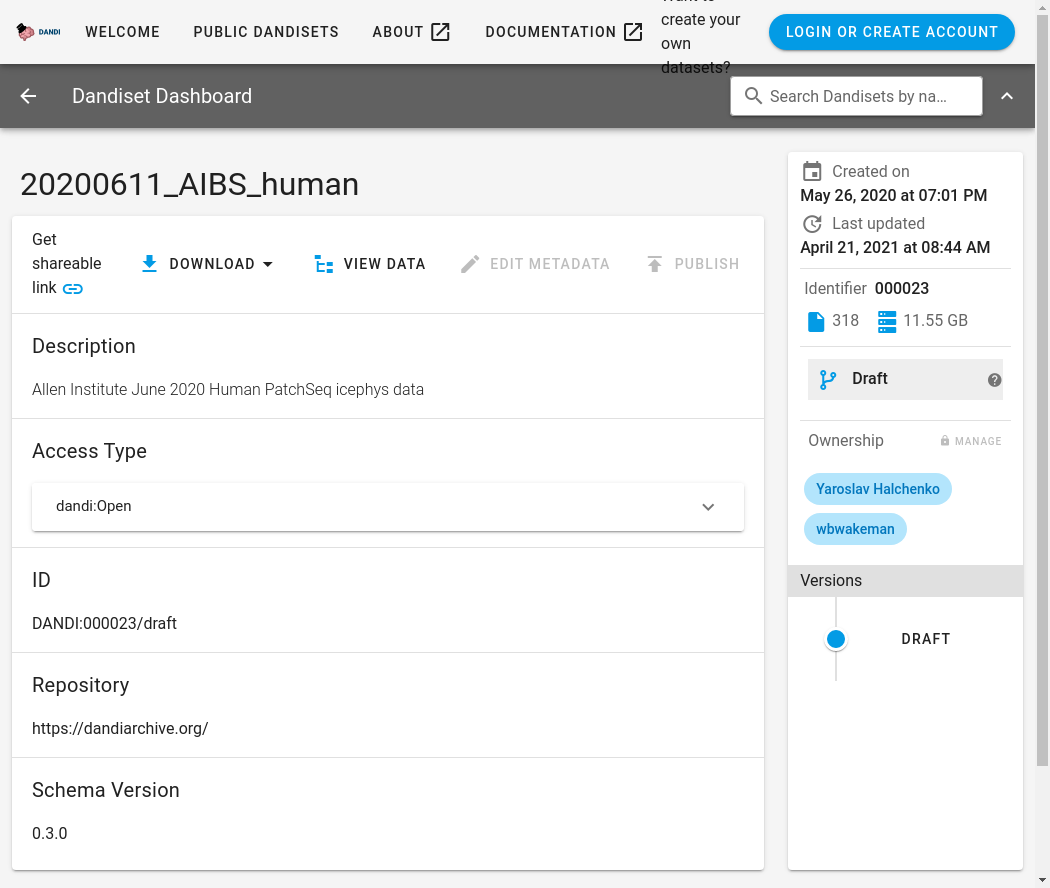 DANDI
WELCOME
PUBLIC DANDISETS
ABOUT
DOCUMENTATION
create your
own
datasets?
LOGIN OR CREATE ACCOUNT
Dandiset Dashboard
Search Dandisets by na…
20200611_AIBS_human
Get
shareable
link
DOWNLOAD
VIEW DATA
EDIT METADATA
PUBLISH
Description
Allen Institute June 2020 Human PatchSeq icephys data
Access Type
dandi:Open
ID
DANDI:000023/draft
Repository
https://dandiarchive.org/
Schema Version
0.3.0
Created on
May 26, 2020 at 07:01 PM
Last updated
April 21, 2021 at 08:44 AM
Identifier 000023
318 11.55 GB
Draft
Ownership
MANAGE
Yaroslav Halchenko
wbwakeman
Versions
DRAFT